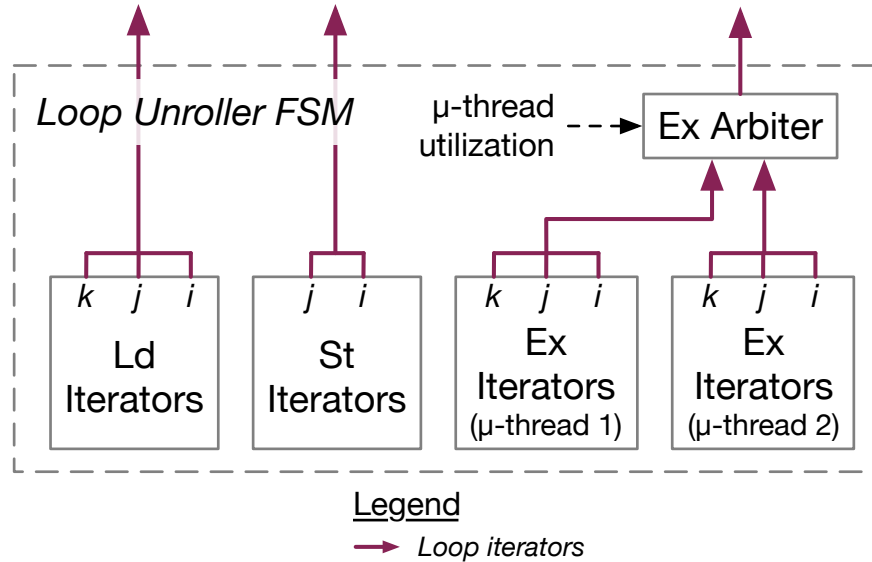 Loop Unroller FSM
µ-thread
utilization
Ex Arbiter
k j i
Ld
Iterators
j i
St
Iterators
k j i
Ex
Iterators
(µ-thread 1)
k j i
Ex
Iterators
(µ-thread 2)
Legend
Loop iterators